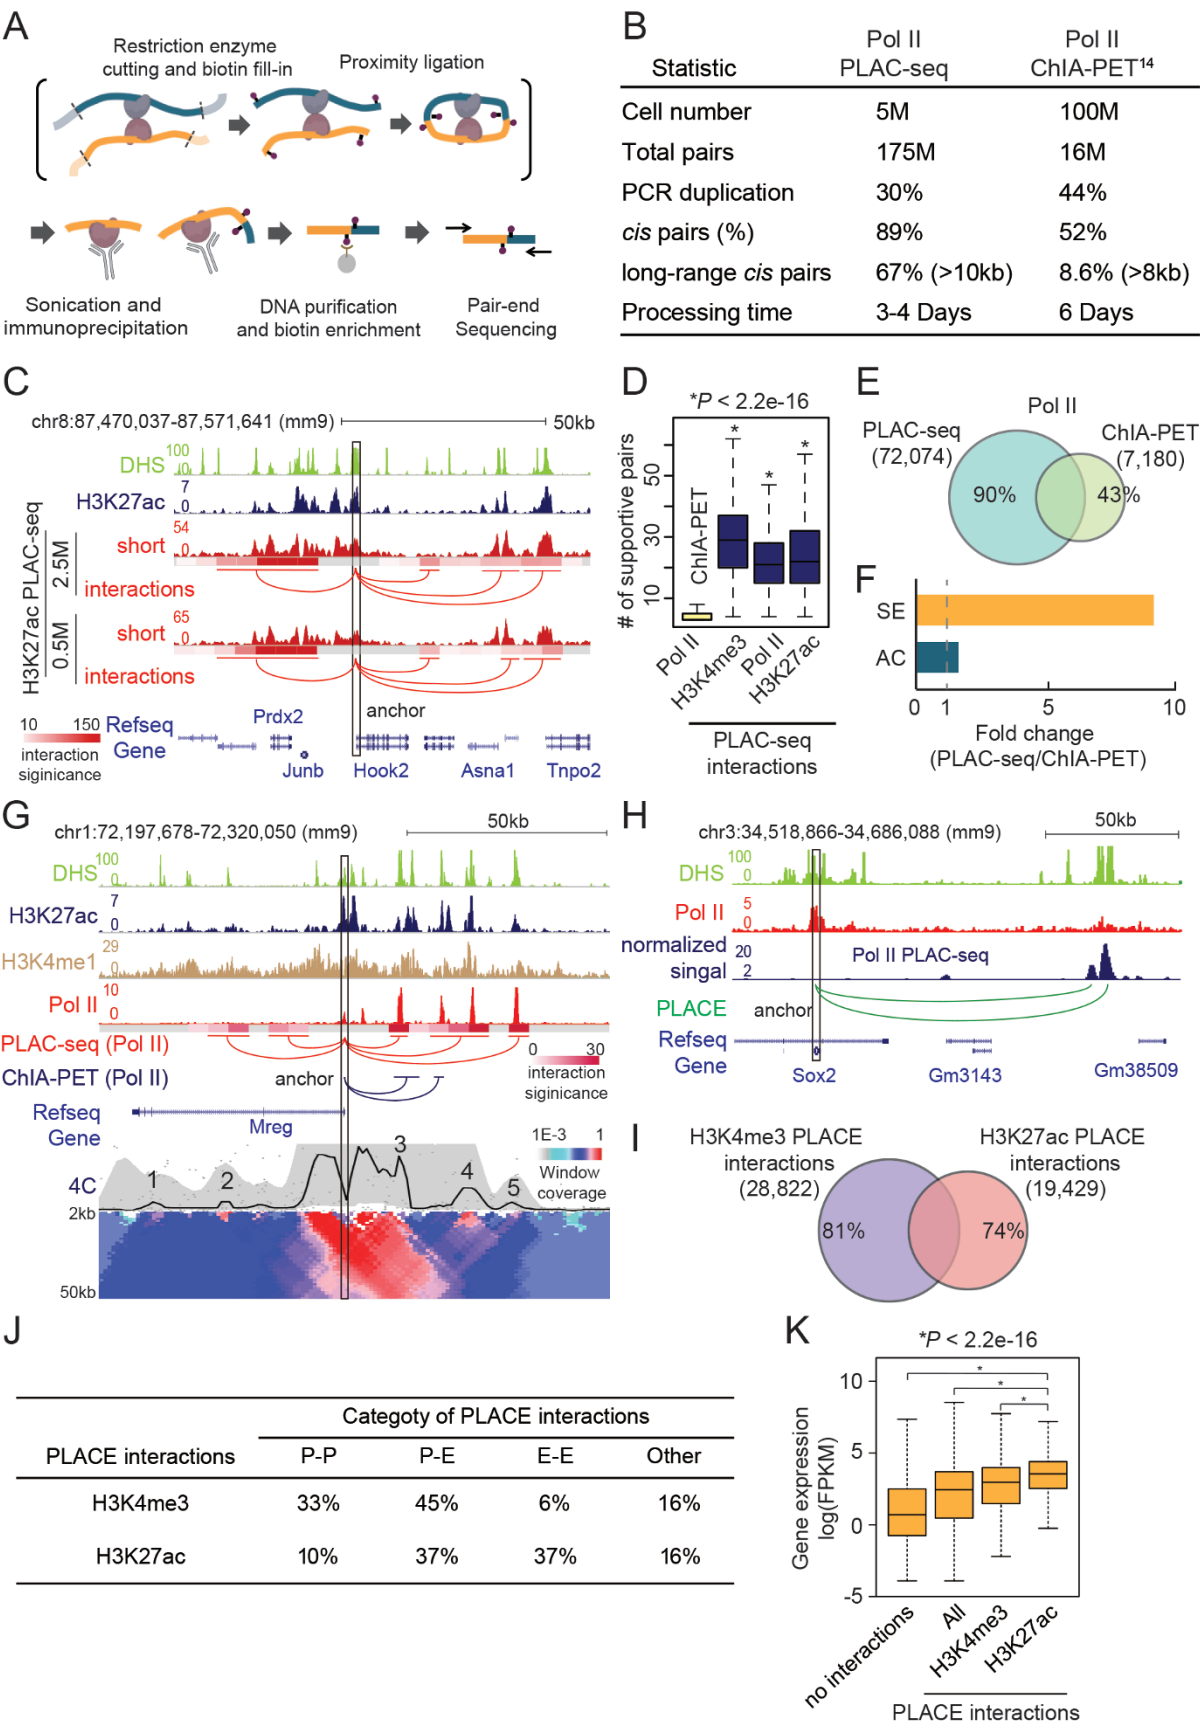 A
Restriction enzyme
cutting and biotin fill-in
Proximity ligation
Sonication and
immunoprecipitation
DNA purification
and biotin enrichment
Pair-end
Sequencing
B
Statistic
Pol II
PLAC-seq
Pol II
ChIA-PET14
Cell number 5M 100M
Total pairs 175M 16M
PCR duplication 30% 44%
cis pairs (%) 89% 52%
long-range cis pairs 67% (>10kb) 8.6% (>8kb)
Processing time 3-4 Days 6 Days
C
chr8:87,470,037-87,571,641 (mm9) 50kb
DHS 100 0
H3K27ac 7 0
H3K27ac PLAC-seq
2.5M
short 54 0
interactions
0.5M
short 65 0
interactions
anchor
10 150
interaction
siginicance
Refseq
Gene
Prdx2
Junb
Hook2
Asna1
Tnpo2
D
*P < 2.2e-16
# of supportive pairs
50
30
10
ChIA-PET
* * *
Pol II
H3K4me3
Pol II
H3K27ac
PLAC-seq
interactions
E
Pol II
PLAC-seq
(72,074)
ChIA-PET
(7,180)
90%
43%
F
SE
AC
0 1 5 10
Fold change
(PLAC-seq/ChIA-PET)
G
chr1:72,197,678-72,320,050 (mm9)
50kb
DHS 100 0
H3K27ac 7 0
H3K4me1 29 0
Pol II 10 0
PLAC-seq (Pol II)
ChIA-PET (Pol II)
anchor
0 30
interaction
siginicance
Refseq
Gene
Mreg
4C
1 2 3 4 5
1E-3 1
Window
coverage
2kb
50kb
H
chr3:34,518,866-34,686,088 (mm9)
50kb
DHS 100 0
Pol II 5 0
normalized
singal
20
2
Pol II PLAC-seq
PLACE
anchor
Refseq
Gene
Sox2
Gm3143
Gm38509
I
H3K4me3 PLACE
interactions
(28,822)
H3K27ac PLACE
interactions
(19,429)
81%
74%
J
Categoty of PLACE interactions
PLACE interactions P-P P-E E-E Other
H3K4me3 33% 45% 6% 16%
H3K27ac 10% 37% 37% 16%
K
*P < 2.2e-16
Gene expression
log(FPKM)
10
5
0
-5
* * *
no interactions
All
H3K4me3
H3K27ac
PLACE interactions